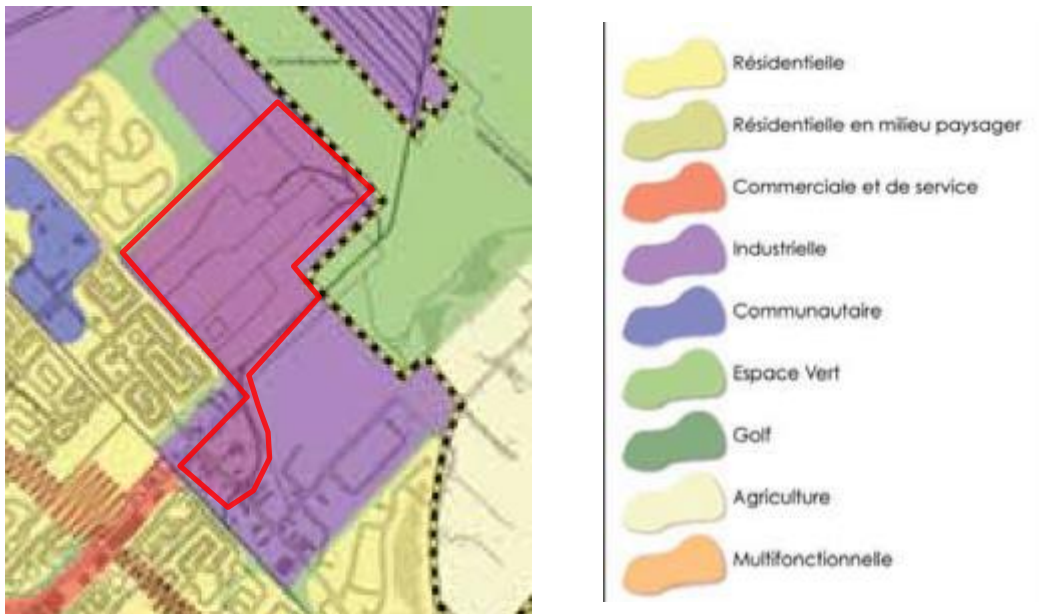 Résidentielle
Résidentielle en milieu paysager
Commerciale et de service
Industrielle
Communautaire
Espace Vert
Golf
Agriculture
Multifonctionnelle